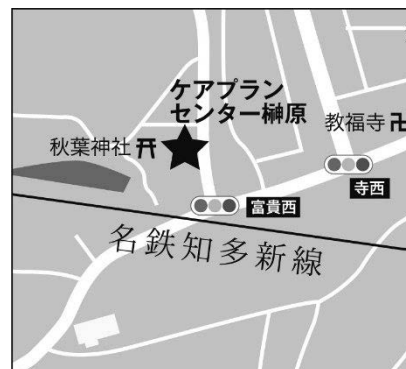 ケアプラン
センター榊原
秋葉神社
教福寺
寺西
富貴西
名鉄知多新線